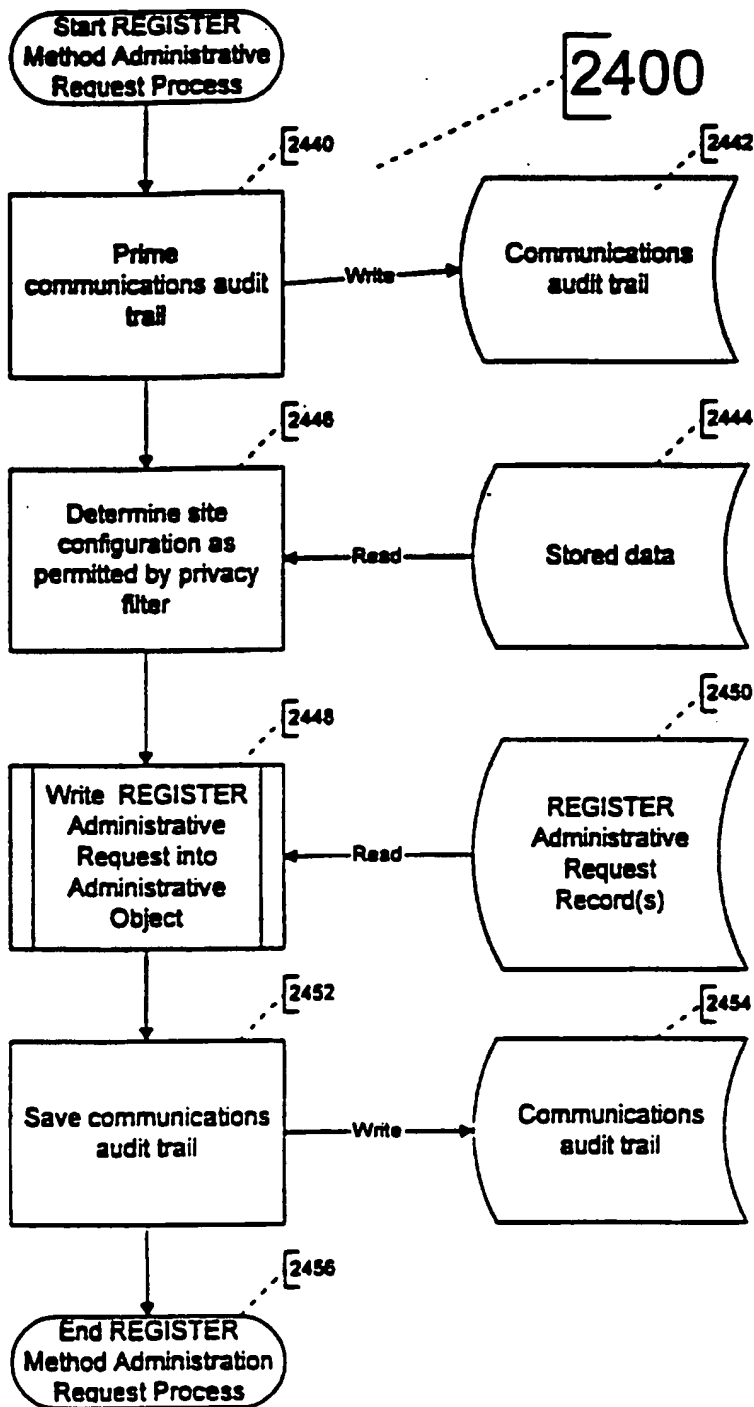 Start REGISTER
Method Administrative
Request Process
2400
2440
2442
Prime
communications audit
trail
Write
Communications
audit trail
2446
2444
Determine site
configuration as
permitted by privacy
filter
Read
Stored data
2448
2450
Write REGISTER
Administrative
Request into
Administrative
Object
Read
REGISTER
Administrative
Request
Record(s)
2452
2454
Save communications
audit trail
Write
Communications
audit trail
2456
End REGISTER
Method Administration
Request Process